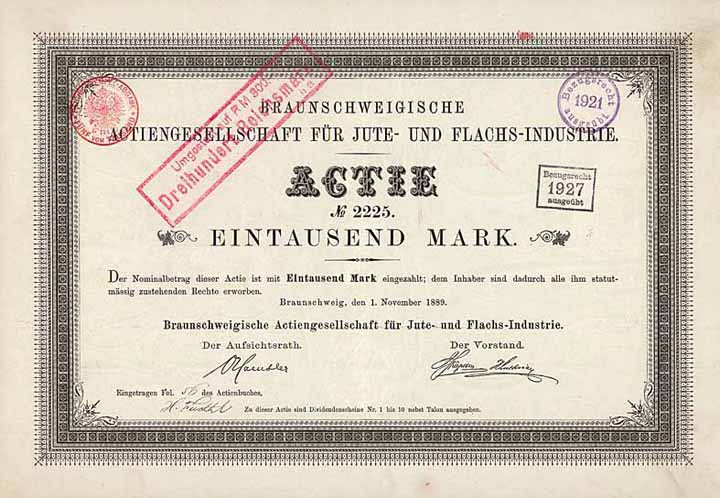 BRAUNSCHWEIGISCHE
ACTIENGESELLSCHAFT FÜR JUTE- UND FLACHS-INDUSTRIE.
Dreihundert Reichsmark
Bezugsrecht
1921
ausgeübt
ACTIE
№ 2225.
Bezugsrecht
1927
ausgeübt
EINTAUSEND MARK.
Der Nominalbetrag dieser Actie ist mit Eintausend Mark eingezahlt; dem Inhaber sind dadurch alle ihm statut-
mässig zustehenden Rechte erworben.
Braunschweig, den 1. November 1889.
Braunschweigische Actiengesellschaft für Jute- und Flachs-Industrie.
Der Aufsichtsrath. Der Vorstand.
Eingetragen Fol. 56 des Actienbuches.
Zu dieser Actie sind Dividendenscheine Nr. 1 bis 10 nebst Talon ausgegeben.